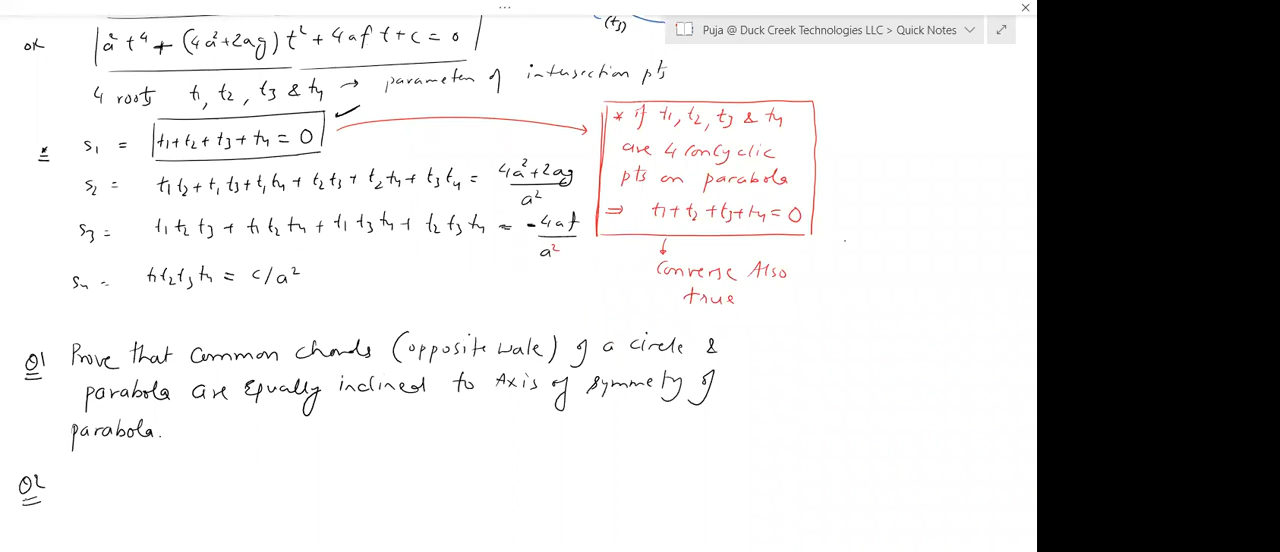 ...
(t3)
Puja @ Duck Creek Technologies LLC > Quick Notes
or a² t⁴ + (4a²+2ag) t² + 4af t + c = 0
4 roots t1, t2, t3 & t4 → parameter of intersection pts
* S1 = t1+t2+t3+t4 = 0
S2 = t1t2 + t1t3 + t1t4 + t2t3 + t2t4 + t3t4 = 4a²+2ag / a²
S3 = t1t2t3 + t1t2t4 + t1t3t4 + t2t3t4 = -4af / a²
S4 = t1t2t3t4 = c/a²
* if t1, t2, t3 & t4
are 4 concyclic
pts on parabola
⇒ t1+t2+t3+t4 = 0
↓
Converse Also
true
Q1 Prove that common chords (opposite wale) of a circle &
parabola are equally inclined to Axis of symmety of
parabola.
Q2